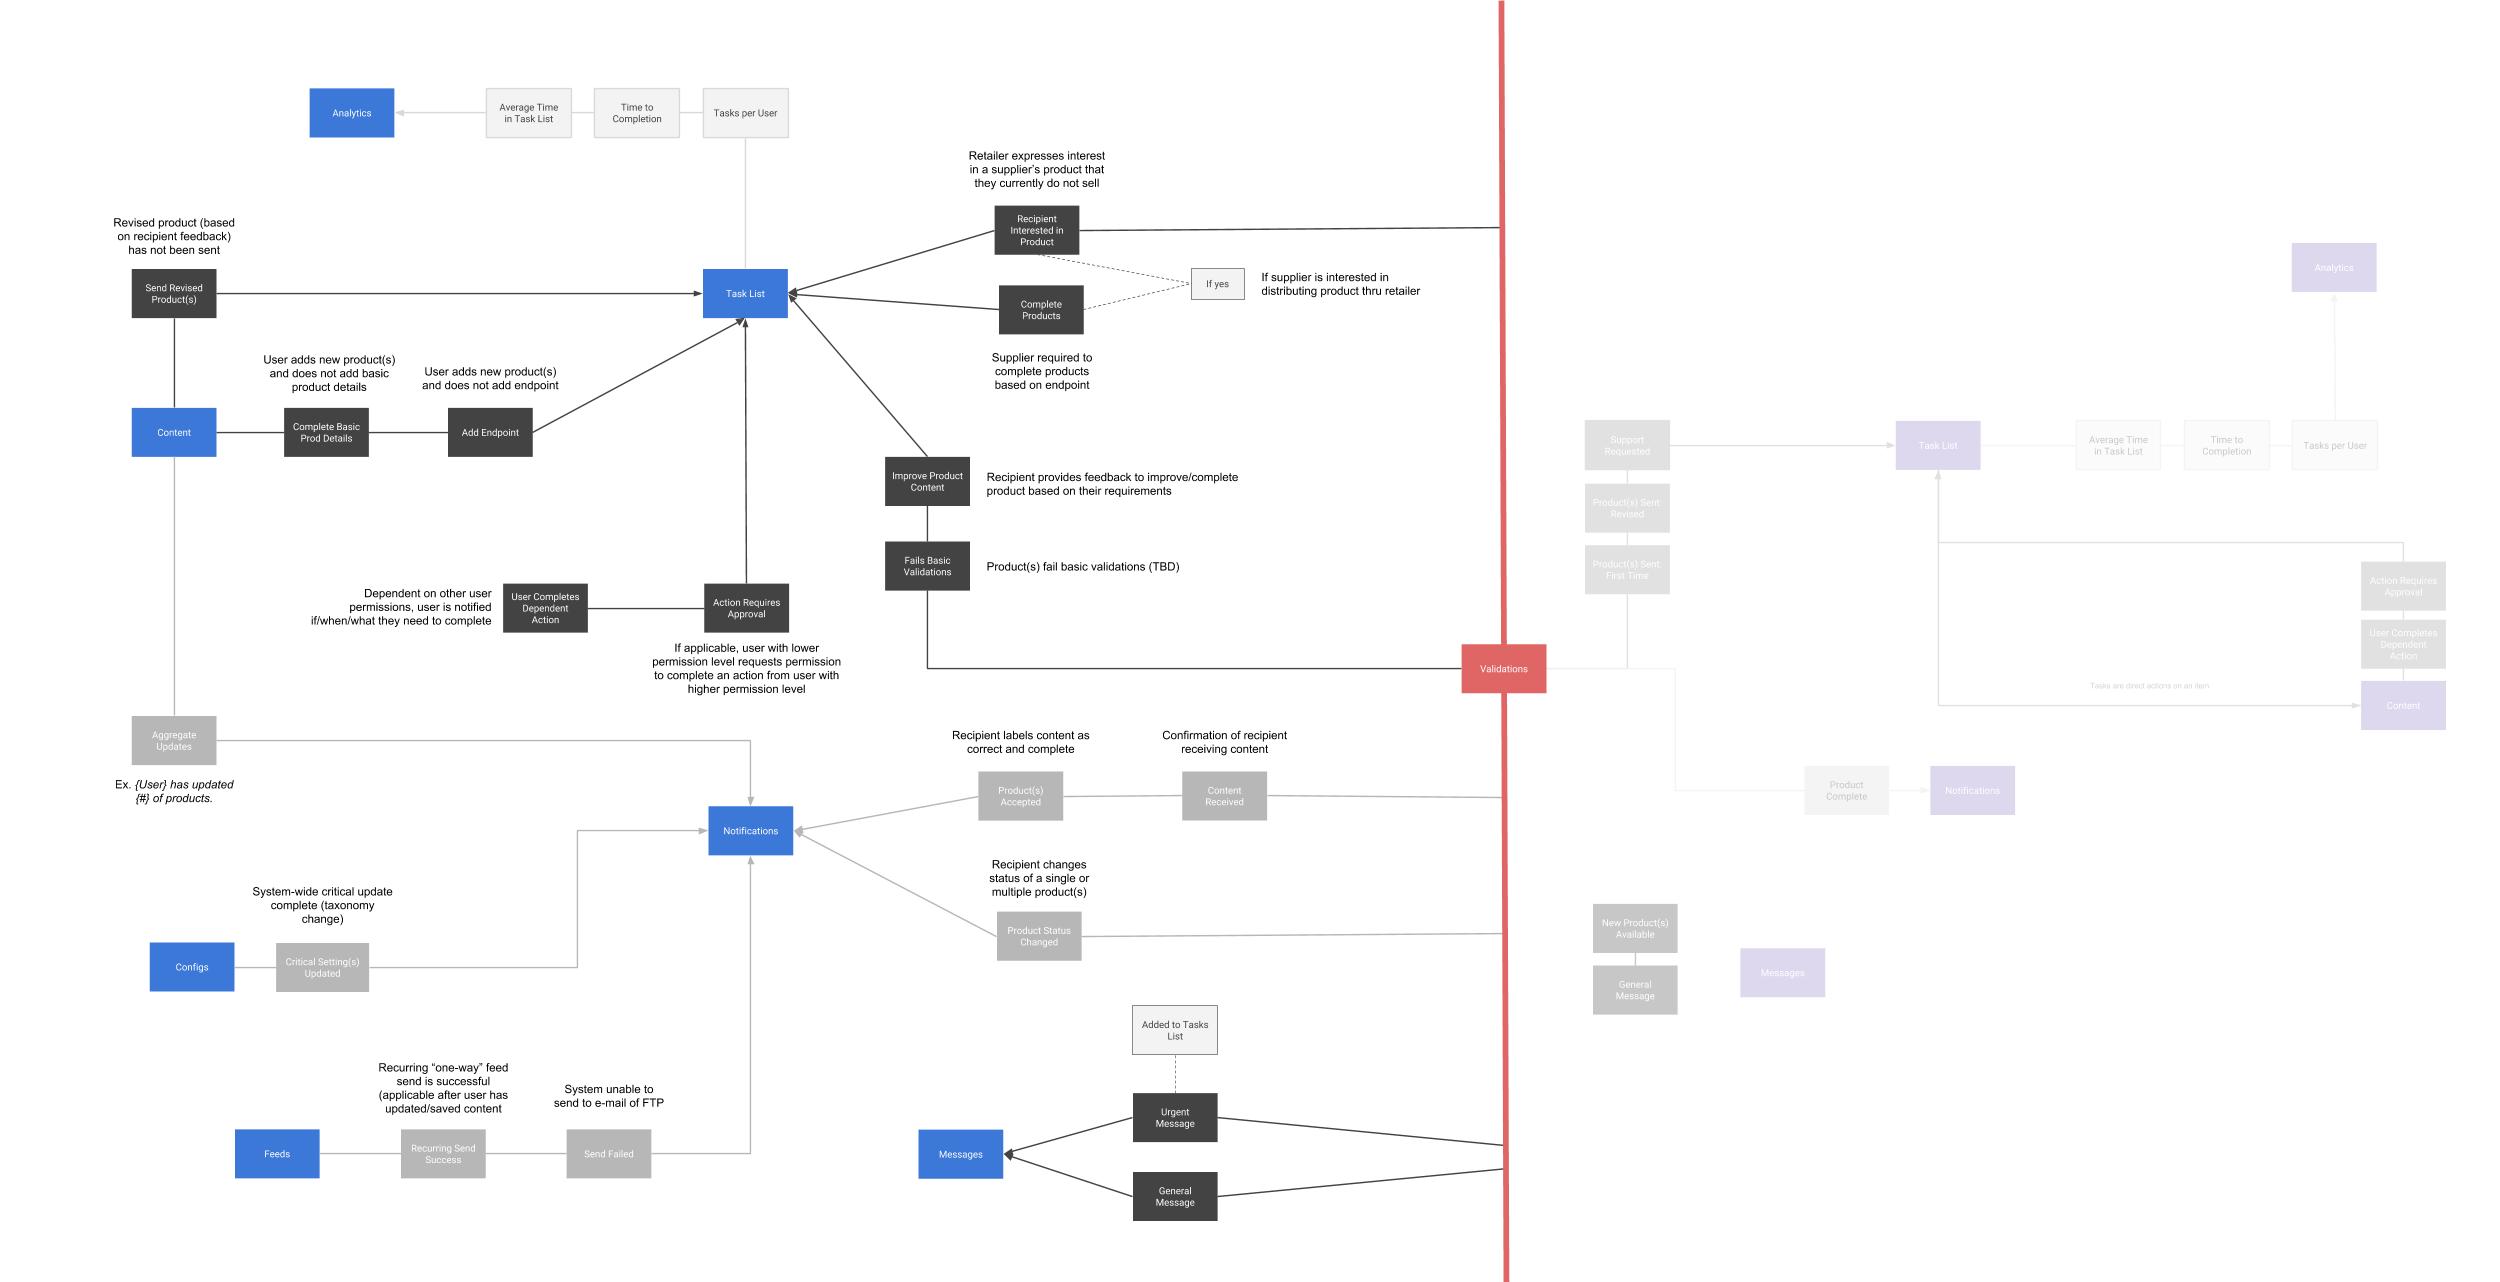 Analytics
Average Time
in Task List
Time to
Completion
Tasks per User
Retailer expresses interest
in a supplier's product that
they currently do not sell
Recipient
Interested in
Product
Revised product (based
on recipient feedback)
has not been sent
Send Revised
Product(s)
Task List
If yes
If supplier is interested in
distributing product thru retailer
Complete
Products
Supplier required to
complete products
based on endpoint
User adds new product(s)
and does not add basic
product details
User adds new product(s)
and does not add endpoint
Content
Complete Basic
Prod Details
Add Endpoint
Improve Product
Content
Recipient provides feedback to improve/complete
product based on their requirements
Fails Basic
Validations
Product(s) fail basic validations (TBD)
Dependent on other user
permissions, user is notified
if/when/what they need to complete
User Completes
Dependent
Action
Action Requires
Approval
If applicable, user with lower
permission level requests permission
to complete an action from user with
higher permission level
Validations
Aggregate
Updates
Ex. {User} has updated
{#} of products.
Recipient labels content as
correct and complete
Confirmation of recipient
receiving content
Product(s)
Accepted
Content
Received
Notifications
Recipient changes
status of a single or
multiple product(s)
Product Status
Changed
System-wide critical update
complete (taxonomy
change)
Configs
Critical Setting(s)
Updated
Added to Tasks
List
Recurring “one-way” feed
send is successful
(applicable after user has
updated/saved content
System unable to
send to e-mail of FTP
Feeds
Recurring Send
Success
Send Failed
Messages
Urgent
Message
General
Message
Analytics
Support
Requested
Task List
Average Time
in Task List
Time to
Completion
Tasks per User
Product(s) Sent:
Revised
Product(s) Sent:
First Time
Action Requires
Approval
User Completes
Dependent
Action
Tasks are direct actions on an item
Content
Product
Complete
Notifications
New Product(s)
Available
General
Message
Messages